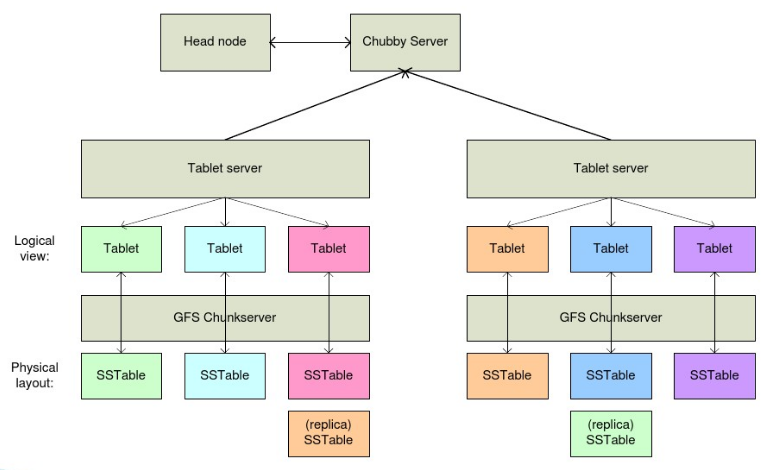 Head node
Chubby Server
Tablet server
Tablet server
Logical
view:
Tablet
Tablet
Tablet
Tablet
Tablet
Tablet
GFS Chunkserver
GFS Chunkserver
Physical
layout:
SSTable
SSTable
SSTable
SSTable
SSTable
SSTable
(replica)
SSTable
(replica)
SSTable